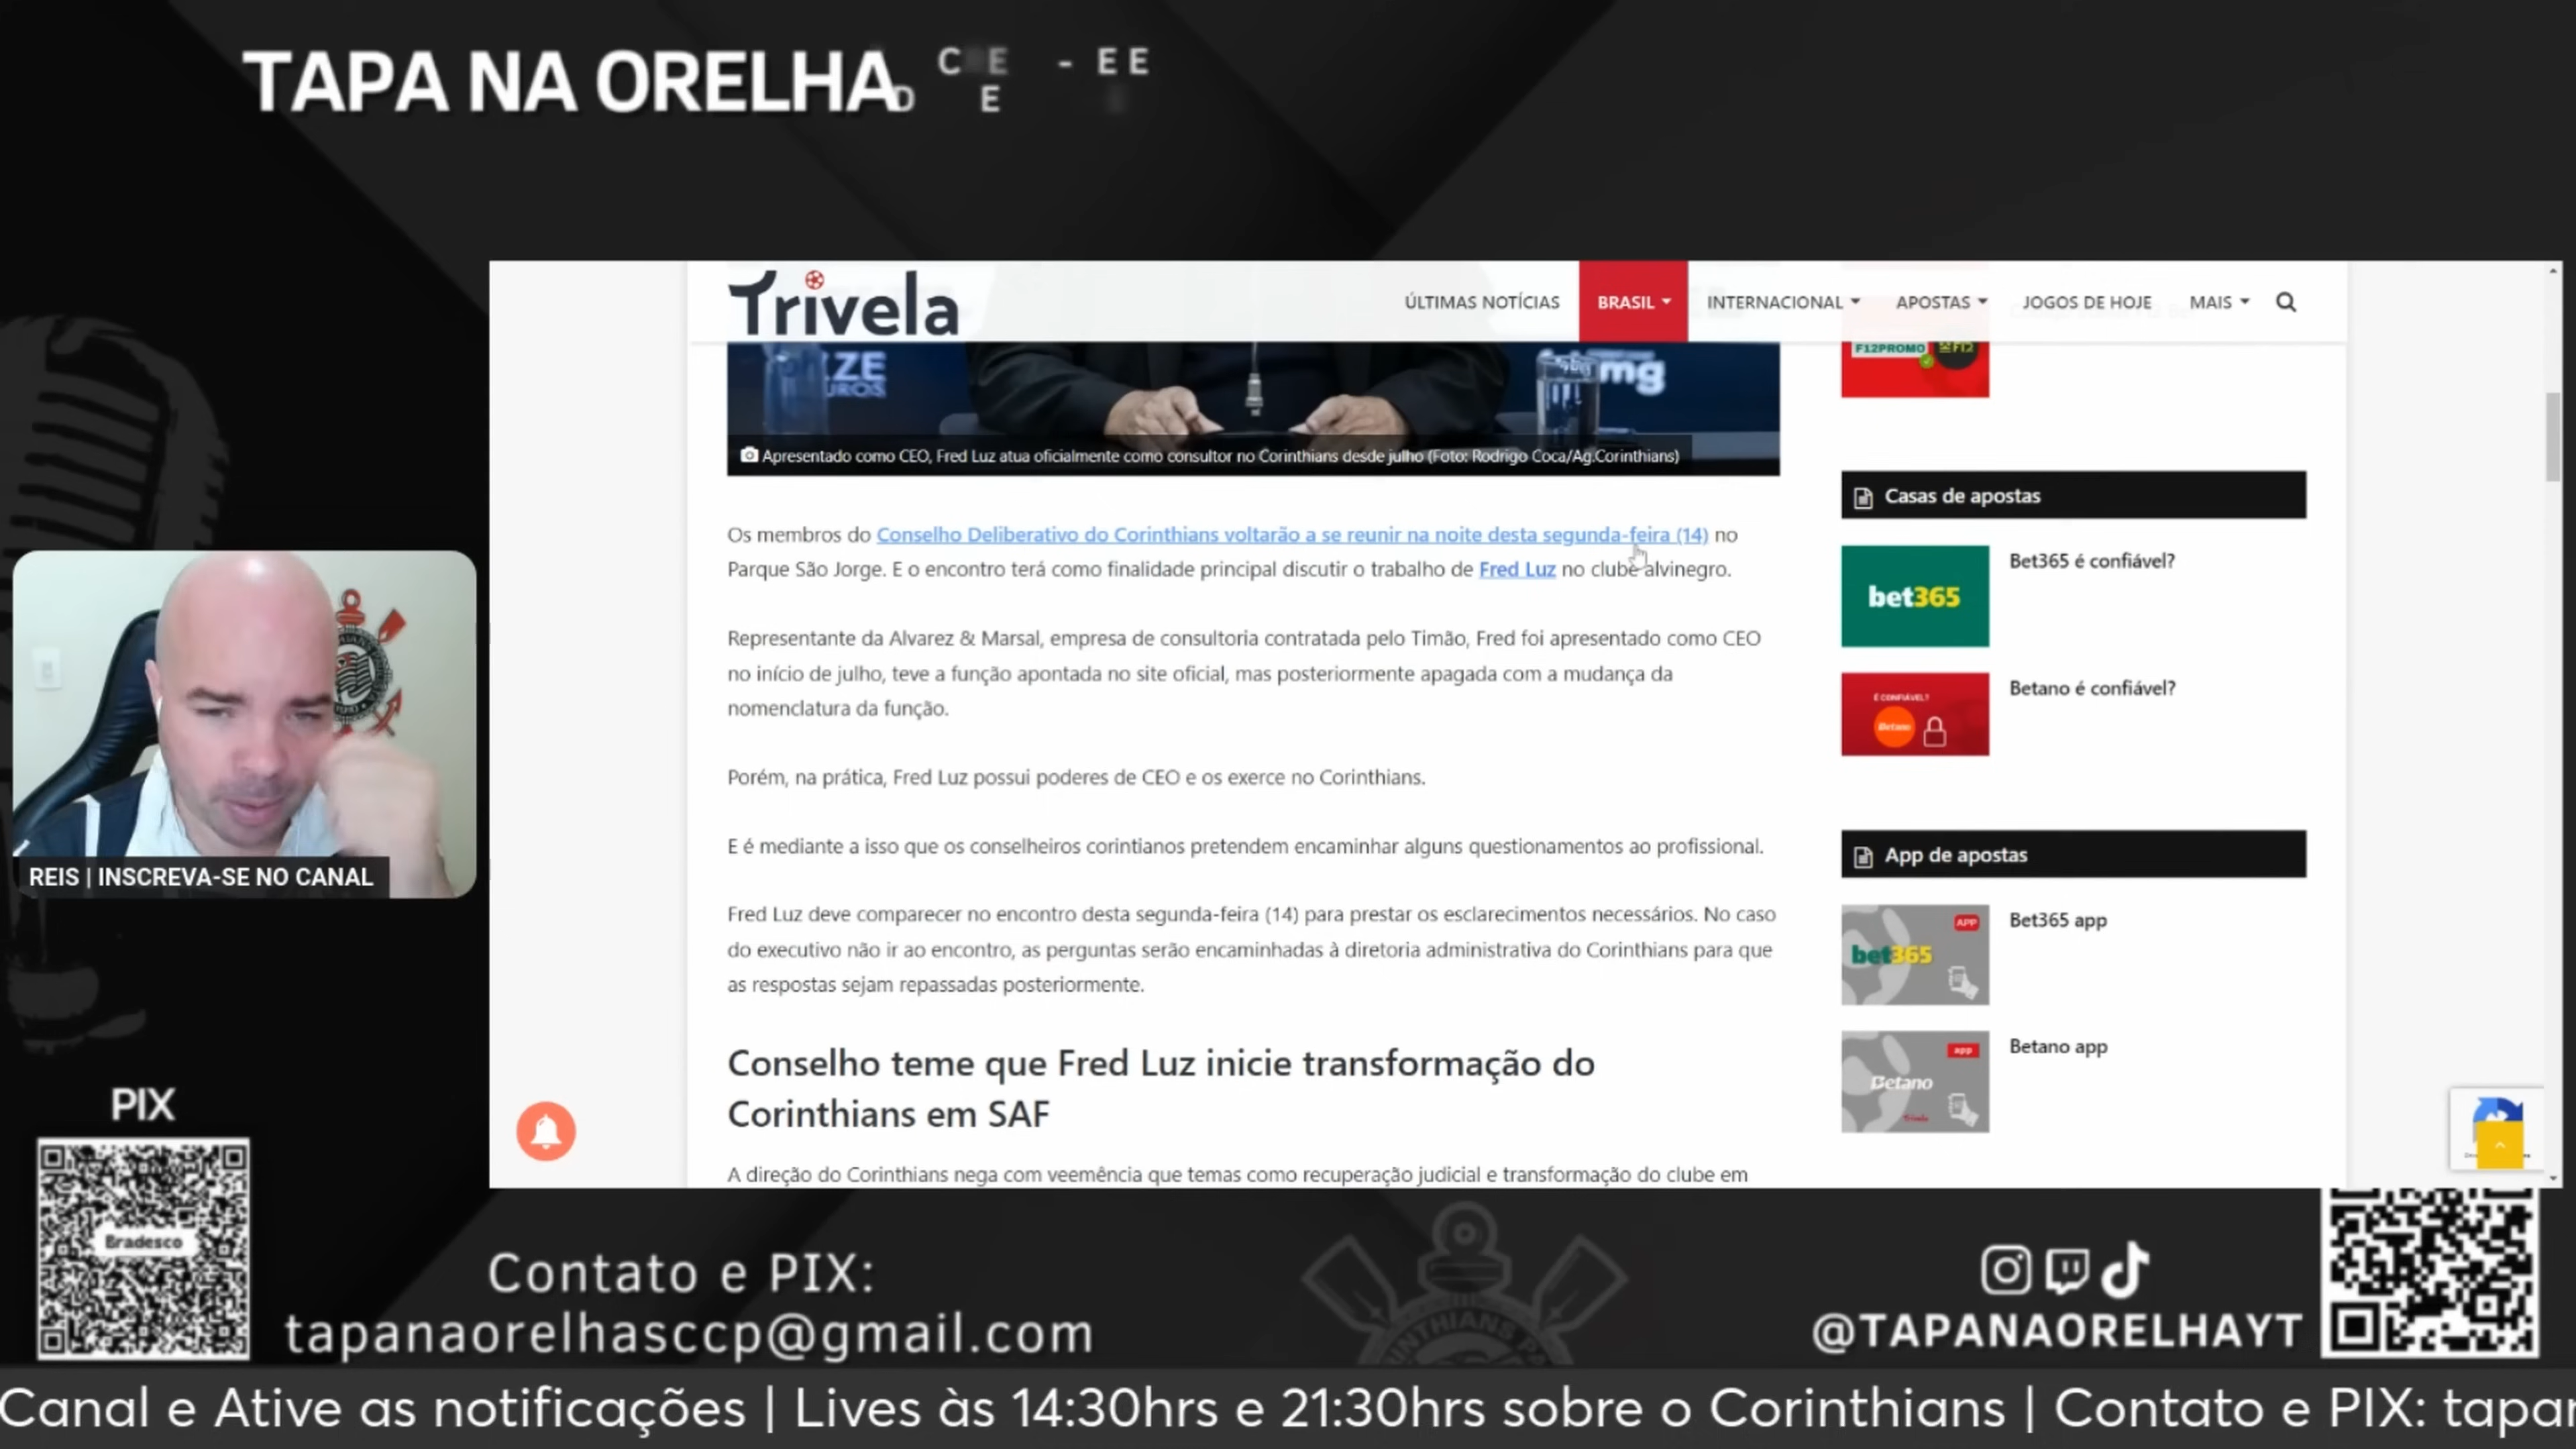 TAPA NA ORELHA
Trivela
ÚLTIMAS NOTÍCIAS
BRASIL
INTERNACIONAL
APOSTAS
JOGOS DE HOJE
MAIS
F12PROMO
mg
Apresentado como CEO, Fred Luz atua oficialmente como consultor no Corinthians desde julho (Foto: Rodrigo Coca/Ag.Corinthians)
Os membros do Conselho Deliberativo do Corinthians voltarão a se reunir na noite desta segunda-feira (14) no
Parque São Jorge. E o encontro terá como finalidade principal discutir o trabalho de Fred Luz no clube alvinegro.
Representante da Alvarez & Marsal, empresa de consultoria contratada pelo Timão, Fred foi apresentado como CEO
no início de julho, teve a função apontada no site oficial, mas posteriormente apagada com a mudança da
nomenclatura da função.
Porém, na prática, Fred Luz possui poderes de CEO e os exerce no Corinthians.
E é mediante a isso que os conselheiros corintianos pretendem encaminhar alguns questionamentos ao profissional.
Fred Luz deve comparecer no encontro desta segunda-feira (14) para prestar os esclarecimentos necessários. No caso
do executivo não ir ao encontro, as perguntas serão encaminhadas à diretoria administrativa do Corinthians para que
as respostas sejam repassadas posteriormente.
Conselho teme que Fred Luz inicie transformação do
Corinthians em SAF
A direção do Corinthians nega com veemência que temas como recuperação judicial e transformação do clube em
Casas de apostas
bet365
Bet365 é confiável?
É CONFIÁVEL?
Betano
Betano é confiável?
App de apostas
APP
bet365
Bet365 app
app
Betano
Betano app
REIS | INSCREVA-SE NO CANAL
PIX
Bradesco
Contato e PIX:
tapanaorelhasccp@gmail.com
@TAPANAORELHAYT
Canal e Ative as notificações | Lives às 14:30hrs e 21:30hrs sobre o Corinthians | Contato e PIX: tapan